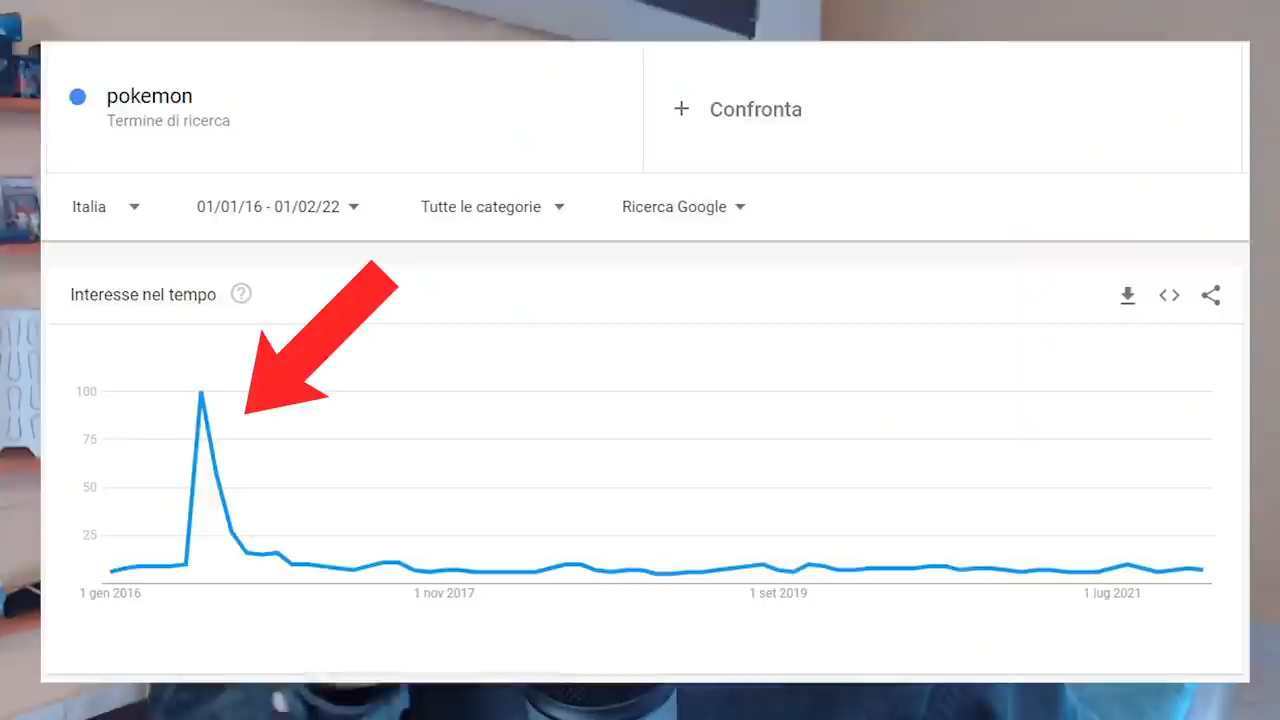 pokemon
Termine di ricerca
+ Confronta
Italia
01/01/16 - 01/02/22
Tutte le categorie
Ricerca Google
Interesse nel tempo
?
100
75
50
25
1 gen 2016
1 nov 2017
1 set 2019
1 lug 2021